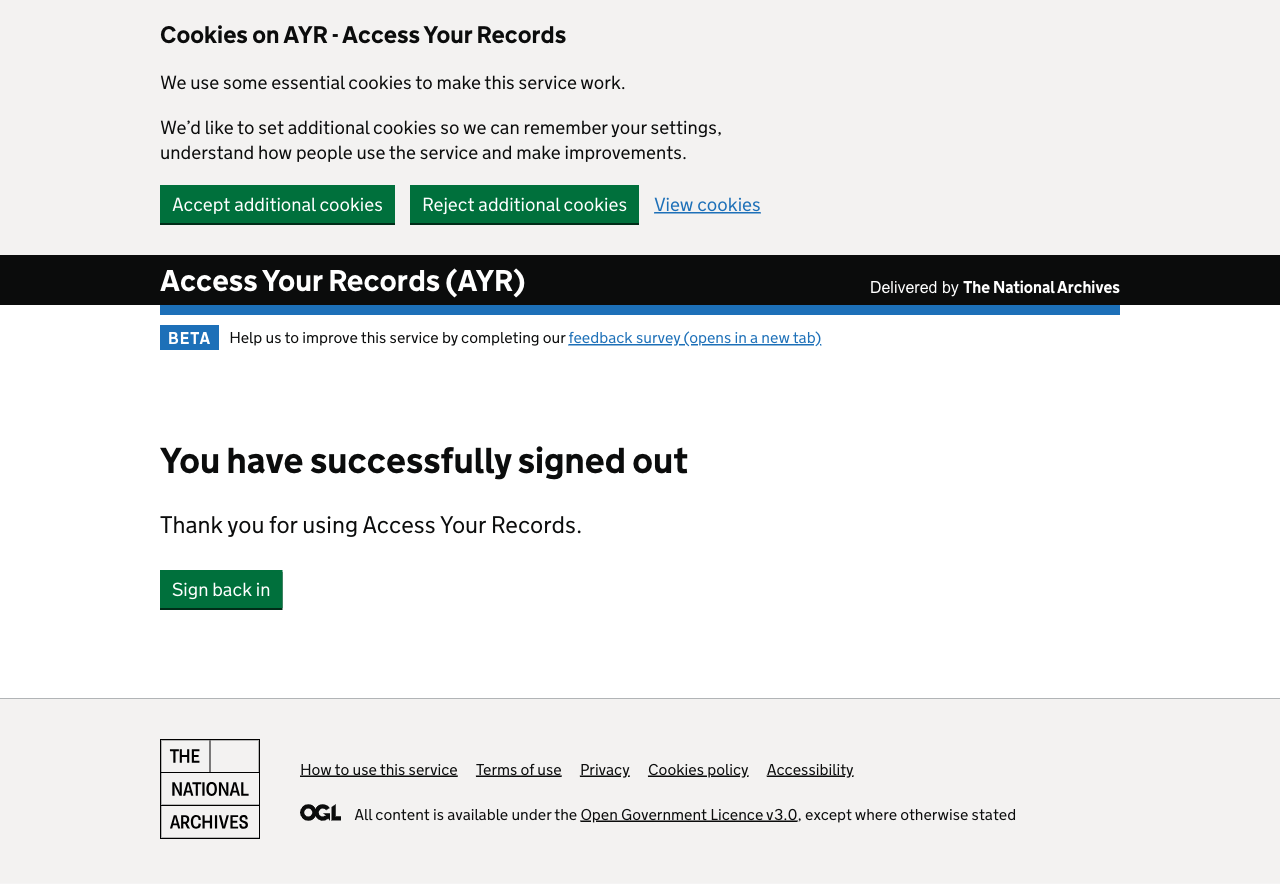 Cookies on AYR - Access Your Records
We use some essential cookies to make this service work.
We’d like to set additional cookies so we can remember your settings,
understand how people use the service and make improvements.
Accept additional cookies Reject additional cookies View cookies
Access Your Records (AYR) Delivered by The National Archives
BETA Help us to improve this service by completing our feedback survey (opens in a new tab)
You have successfully signed out
Thank you for using Access Your Records.
Sign back in
THE
NATIONAL
ARCHIVES
How to use this service Terms of use Privacy Cookies policy Accessibility
OGL All content is available under the Open Government Licence v3.0, except where otherwise stated